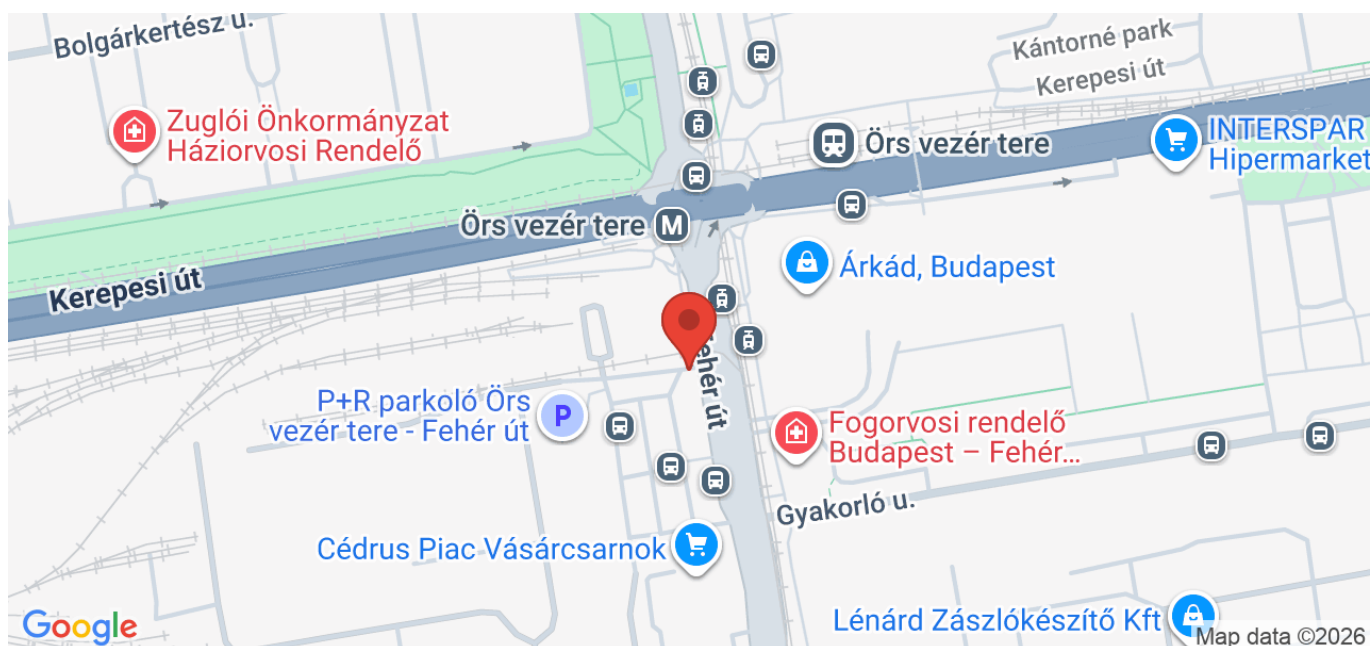 Bolgárkertész u.
Kántorné park
Kerepesi út
Zuglói Önkormányzat
Háziorvosi Rendelő
Örs vezér tere
INTERSPAR
Hipermarket
Örs vezér tere
M
Árkád, Budapest
Kerepesi út
Fehér út
P+R parkoló Örs
vezér tere - Fehér út
P
Fogorvosi rendelő
Budapest – Fehér...
Gyakorló u.
Cédrus Piac Vásárcsarnok
Lénárd Zászlókészítő Kft
Google
Map data ©2026